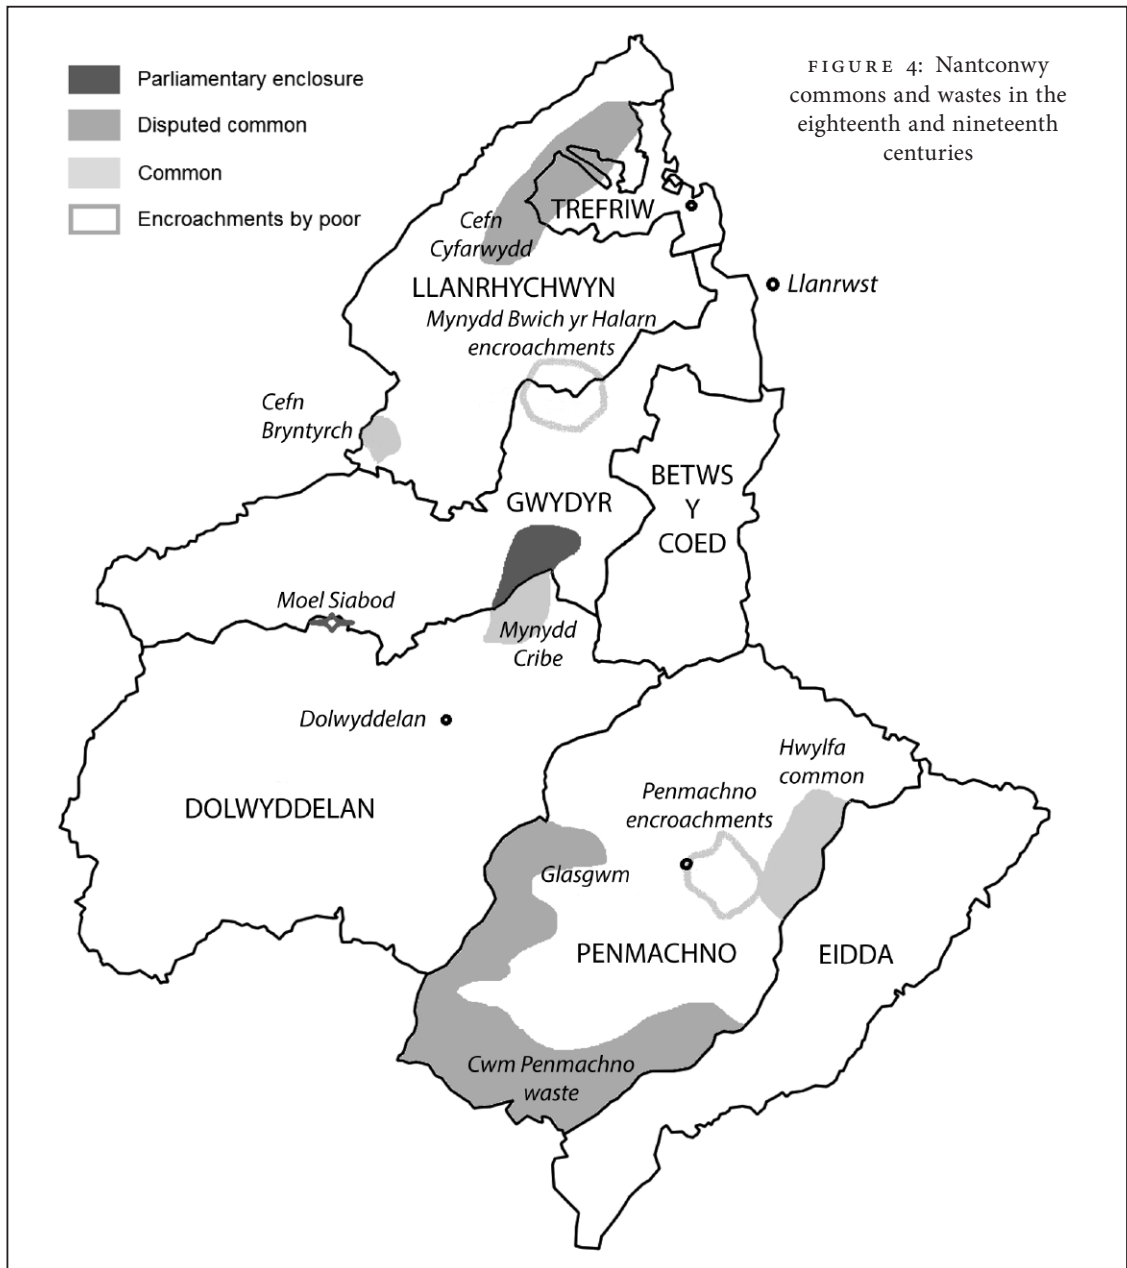 FIGURE 4: Nantconwy
commons and wastes in the
eighteenth and nineteenth
centuries
Parliamentary enclosure
Disputed common
Common
Encroachments by poor
TREFRIW
Cefn
Cyfarwydd
LLANRHYCHWYN
Llanrwst
Mynydd Bwich yr Halarn
encroachments
Cefn
Bryntyrch
BETWS
Y
COED
GWYDYR
Moel Siabod
Mynydd
Cribe
Dolwyddelan
Hwylfa
common
DOLWYDDELAN
Penmachno
encroachments
Glasgwm
PENMACHNO
EIDDA
Cwm Penmachno
waste